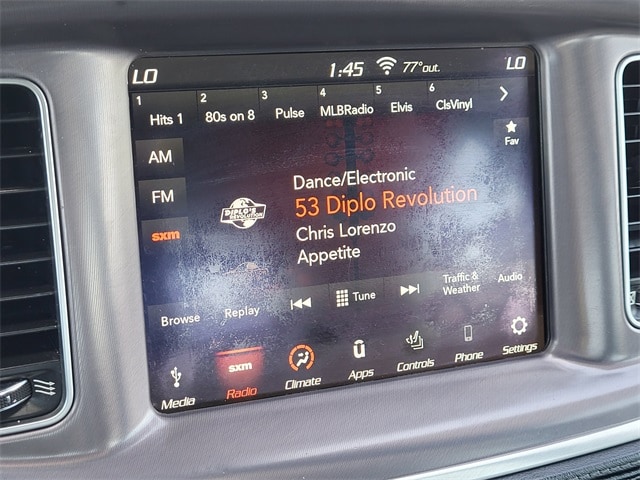 LO 1:45 77°out. LO
1 Hits 1 2 80s on 8 3 Pulse 4 MLBRadio 5 Elvis 6 ClsVinyl
AM
Fav
FM
sxm
DIPLO'S
REVOLUTION
Dance/Electronic
53 Diplo Revolution
Chris Lorenzo
Appetite
Browse Replay Tune Traffic &
Weather Audio
Media sxm
Radio Climate Apps Controls Phone Settings